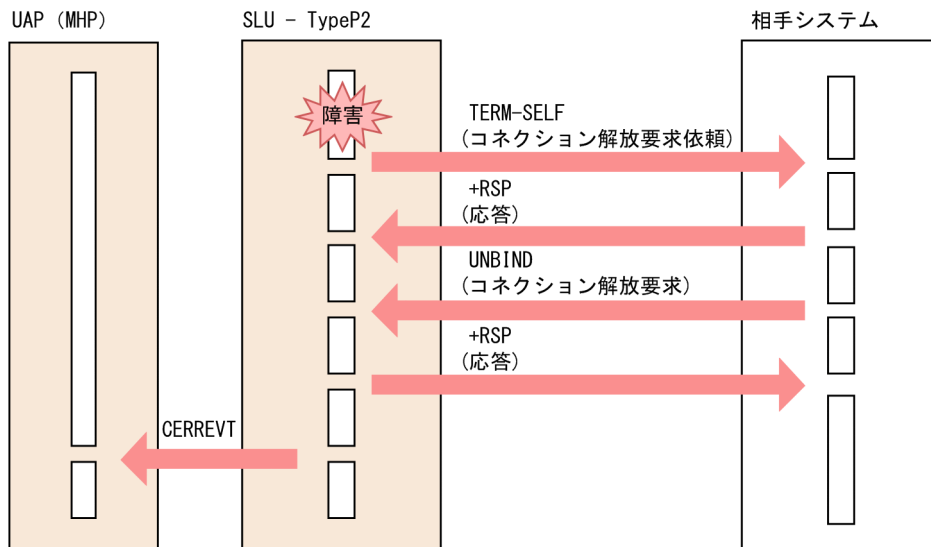 UAP (MHP)
SLU - TypeP2
相手システム
障害
TERM-SELF
(コネクション解放要求依頼)
+RSP
(応答)
UNBIND
(コネクション解放要求)
+RSP
(応答)
CERREVT